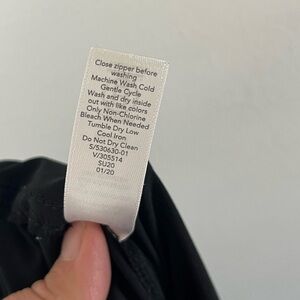 Close zipper before
washing
Machine Wash Cold
Gentle Cycle
Wash and dry inside
out with like colors
Only Non-Chlorine
Bleach When Needed
Tumble Dry Low
Cool Iron
Do Not Dry Clean
S/530630-01
V/305514
SU20
01/20